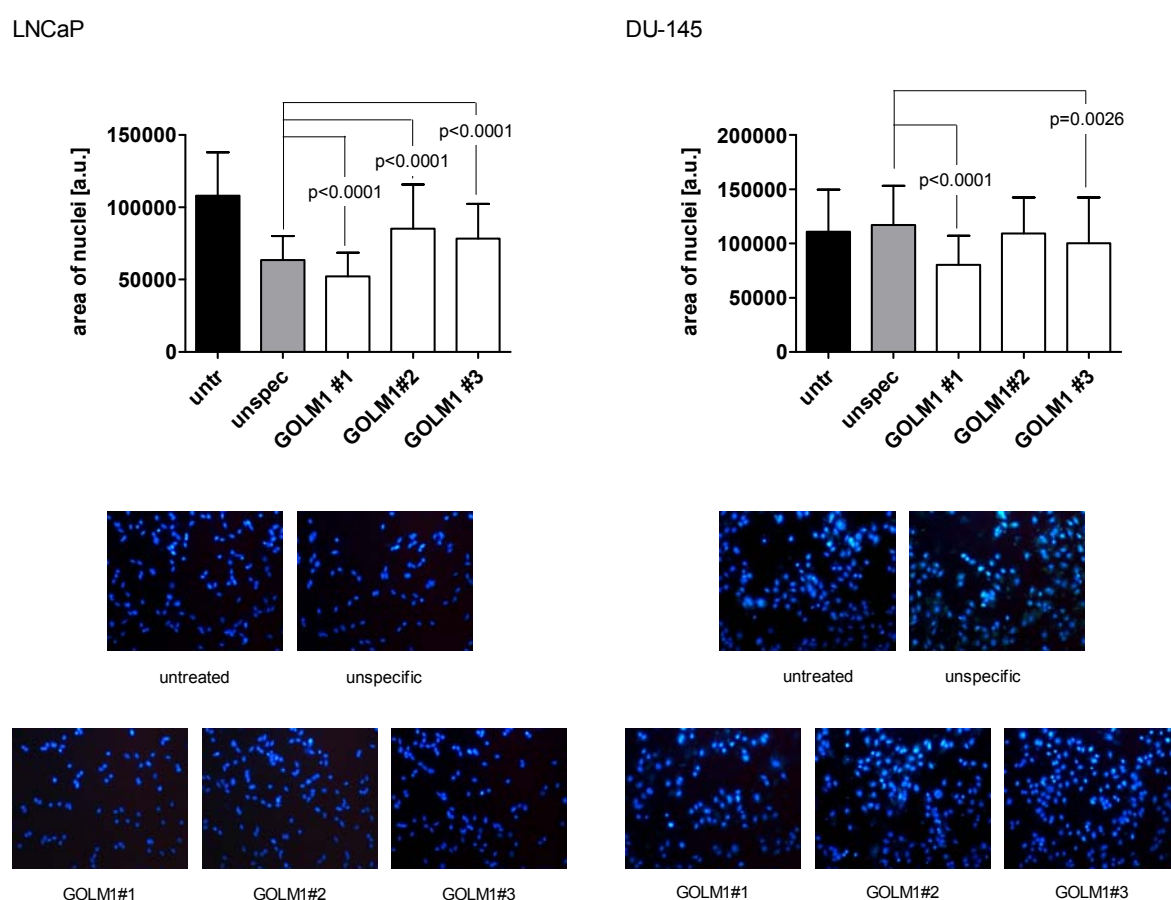 LNCaP
DU-145
area of nuclei [a.u.]
150000
100000
50000
0
p<0.0001
p<0.0001
p<0.0001
untr
unspec
GOLM1 #1
GOLM1#2
GOLM1 #3
area of nuclei [a.u.]
200000
150000
100000
50000
0
p<0.0001
p=0.0026
untr
unspec
GOLM1 #1
GOLM1#2
GOLM1 #3
untreated
unspecific
untreated
unspecific
GOLM1#1
GOLM1#2
GOLM1#3
GOLM1#1
GOLM1#2
GOLM1#3